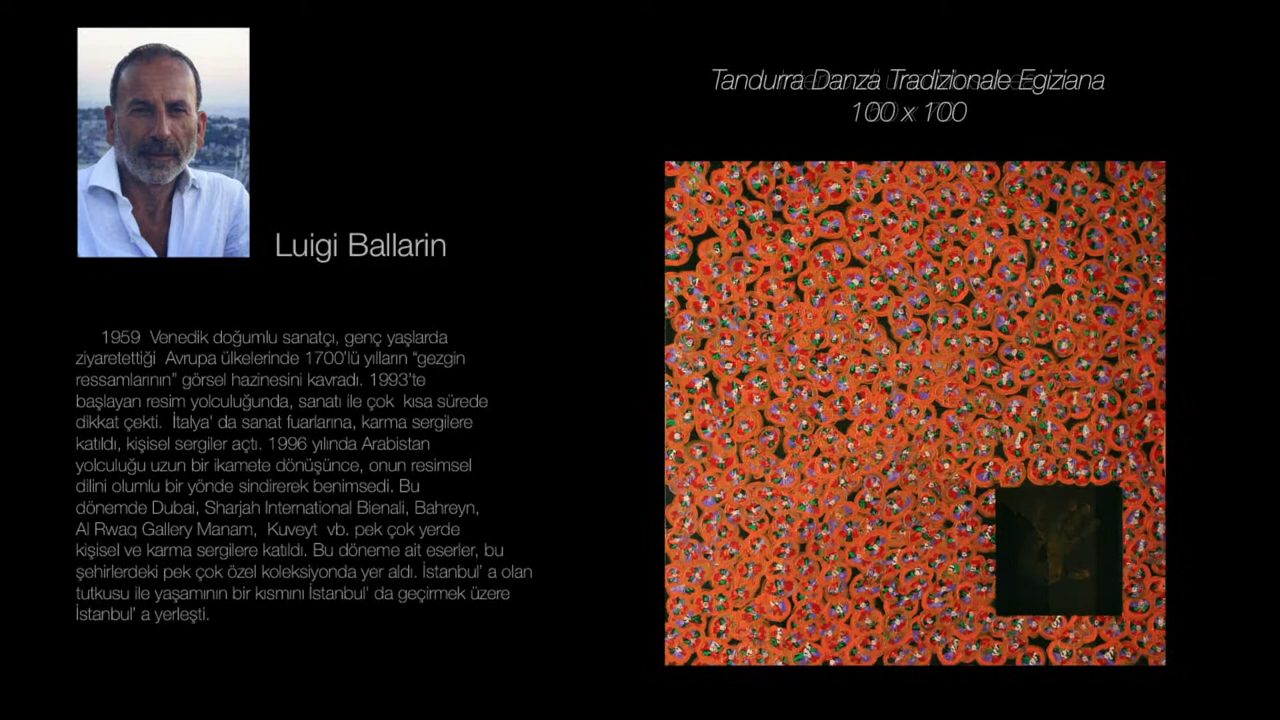 Tandurra Danza Tradizionale Egiziana
100 x 100
Luigi Ballarin
1959 Venedik doğumlu sanatçı, genç yaşlarda
ziyaretettiği Avrupa ülkelerinde 1700'lü yılların “gezgin
ressamlarının” görsel hazinesini kavradı. 1993'te
başlayan resim yolculuğunda, sanatı ile çok kısa sürede
dikkat çekti. İtalya' da sanat fuarlarına, karma sergilere
katıldı, kişisel sergiler açtı. 1996 yılında Arabistan
yolculuğu uzun bir ikamete dönüşünce, onun resimsel
dilini olumlu bir yönde sindirerek benimsedi. Bu
dönemde Dubai, Sharjah International Bienali, Bahreyn,
Al Rwaq Gallery Manam, Kuveyt vb. pek çok yerde
kişisel ve karma sergilere katıldı. Bu döneme ait eserler, bu
şehirlerdeki pek çok özel koleksiyonda yer aldı. İstanbul' a olan
tutkusu ile yaşamının bir kısmını İstanbul' da geçirmek üzere
İstanbul' a yerleşti.